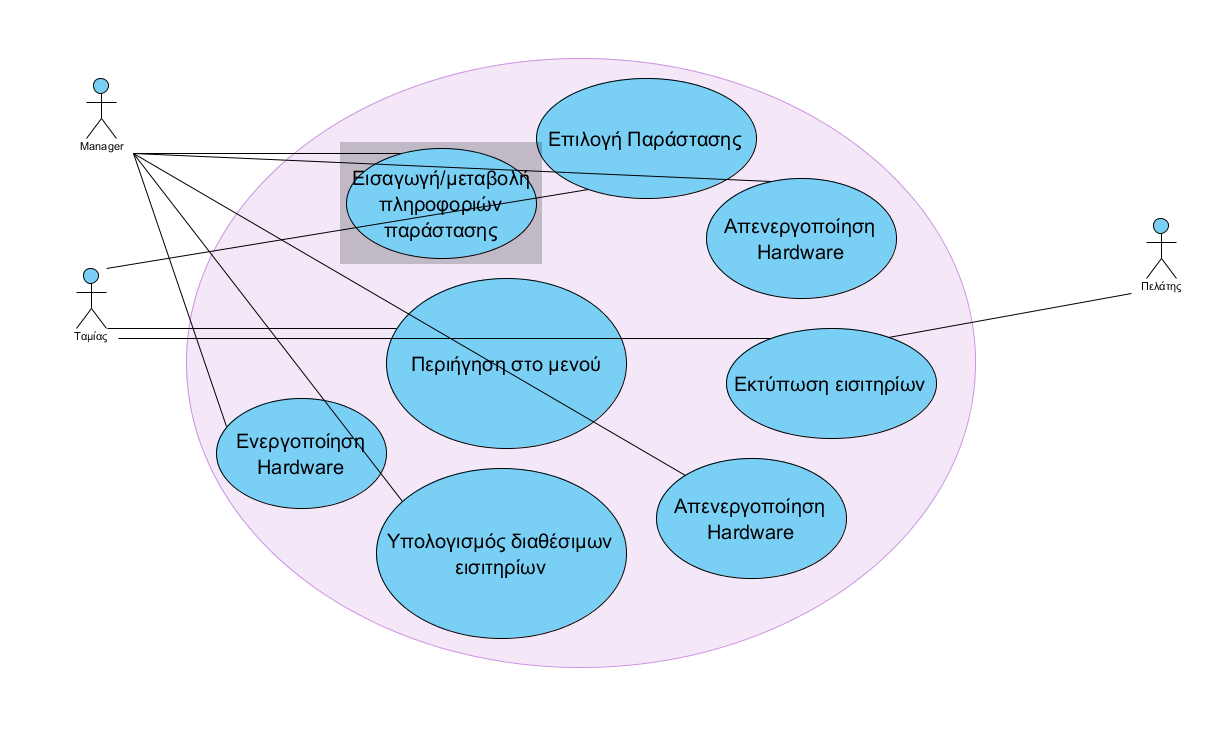 Manager
Επιλογή Παράστασης
Εισαγωγή/μεταβολή
πληροφοριών
παράστασης
Απενεργοποίηση
Hardware
Πελάτης
Ταμίας
Περιήγηση στο μενού
Εκτύπωση εισιτηρίων
Ενεργοποίηση
Hardware
Απενεργοποίηση
Hardware
Υπολογισμός διαθέσιμων
εισιτηρίων